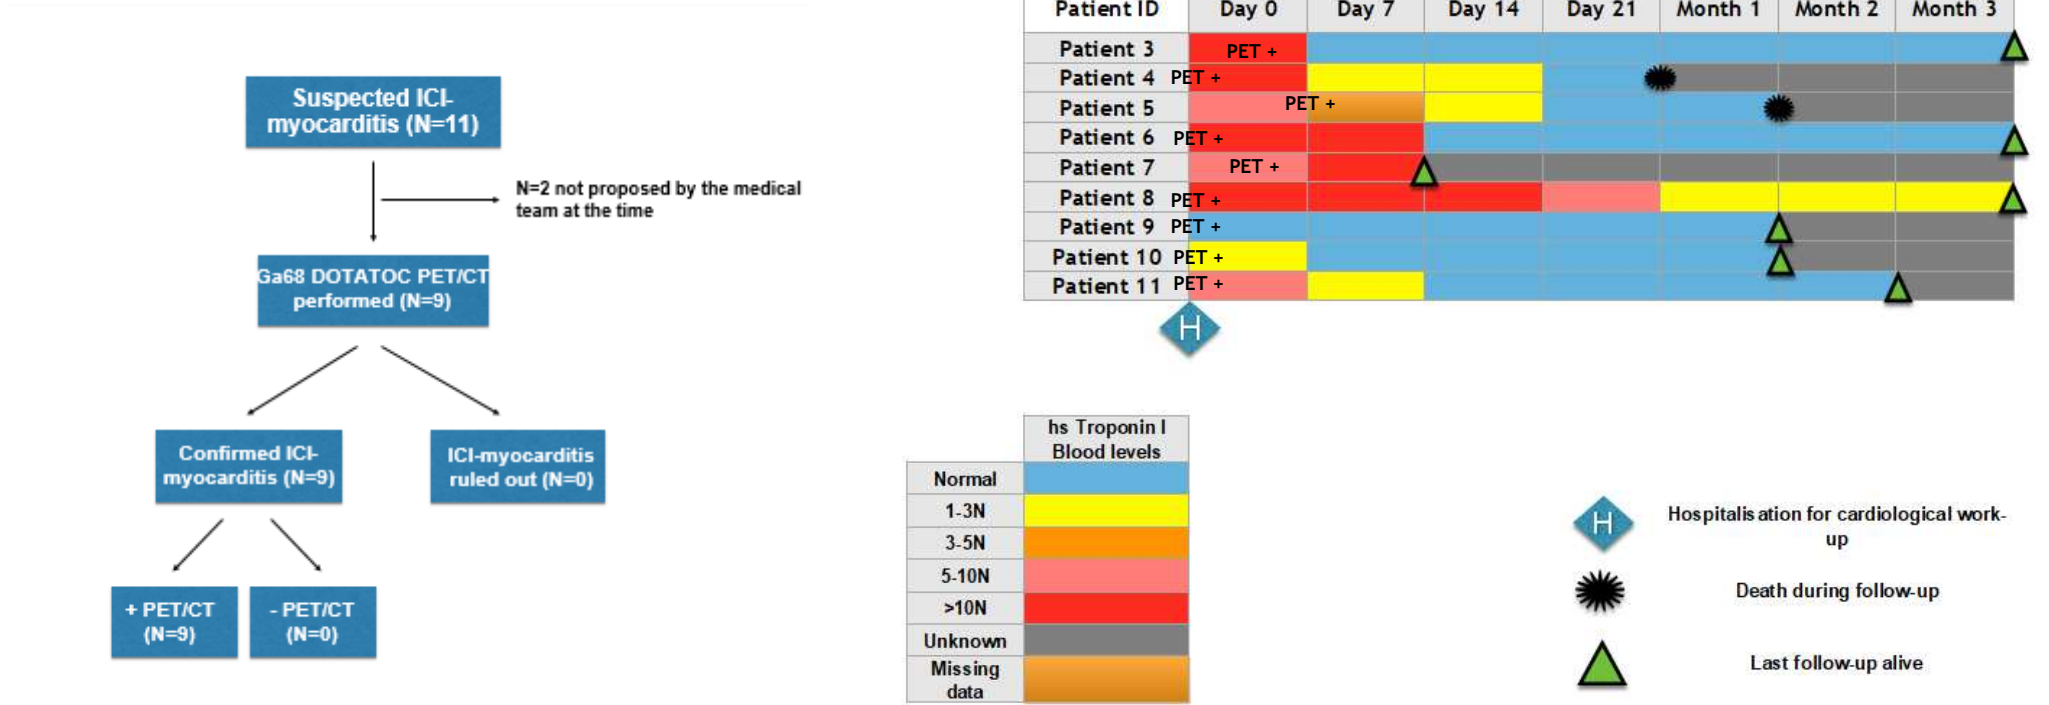 Suspected ICI-
myocarditis (N=11)
N=2 not proposed by the medical
team at the time
Ga68 DOTATOC PET/CT
performed (N=9)
Confirmed ICI-
myocarditis (N=9)
ICI-myocarditis
ruled out (N=0)
+ PET/CT
(N=9)
- PET/CT
(N=0)
Patient ID Day 0 Day 7 Day 14 Day 21 Month 1 Month 2 Month 3
Patient 3 PET +
Patient 4 PET +
Patient 5 PET +
Patient 6 PET +
Patient 7 PET +
Patient 8 PET +
Patient 9 PET +
Patient 10 PET +
Patient 11 PET +
H
hs Troponin I
Blood levels
Normal
1-3N
3-5N
5-10N
>10N
Unknown
Missing
data
H
Hospitalisation for cardiological work-
up
Death during follow-up
Last follow-up alive